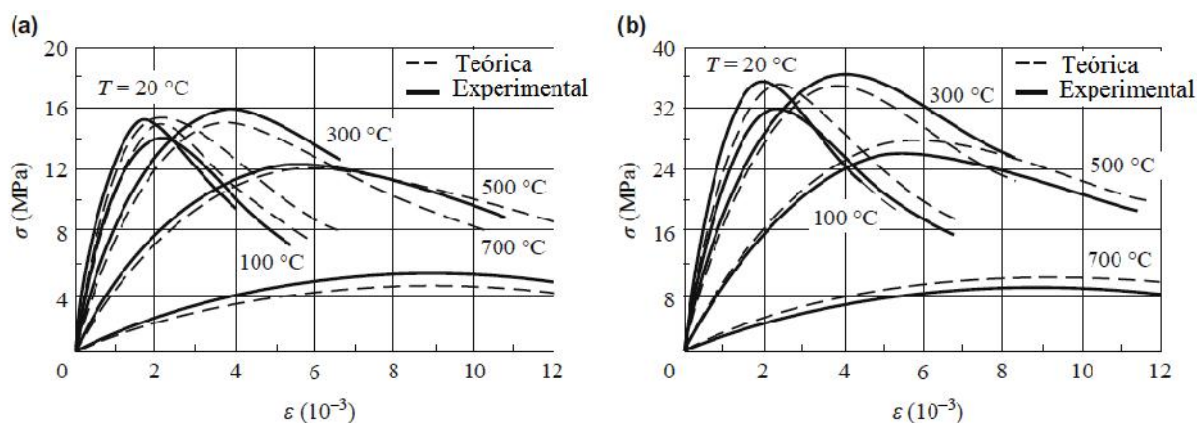 (a)
20
16
12
8
4
0
σ (MPa)
T = 20 °C
Teórica
Experimental
300 °C
500 °C
700 °C
100 °C
2 4 6 8 10 12
ε (10⁻³)
(b)
40
32
24
16
8
0
σ (MPa)
T = 20 °C
Teórica
Experimental
300 °C
500 °C
100 °C
700 °C
2 4 6 8 10 12
ε (10⁻³)